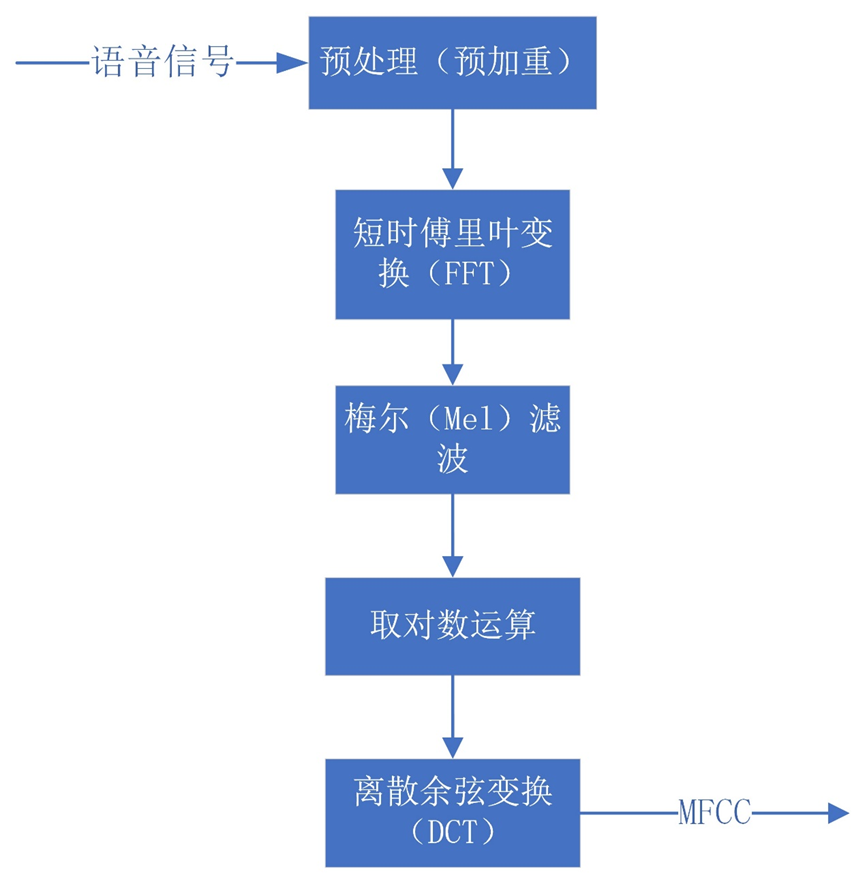 语音信号
预处理（预加重）
短时傅里叶变
换（FFT）
梅尔（Mel）滤
波
取对数运算
离散余弦变换
（DCT）
MFCC